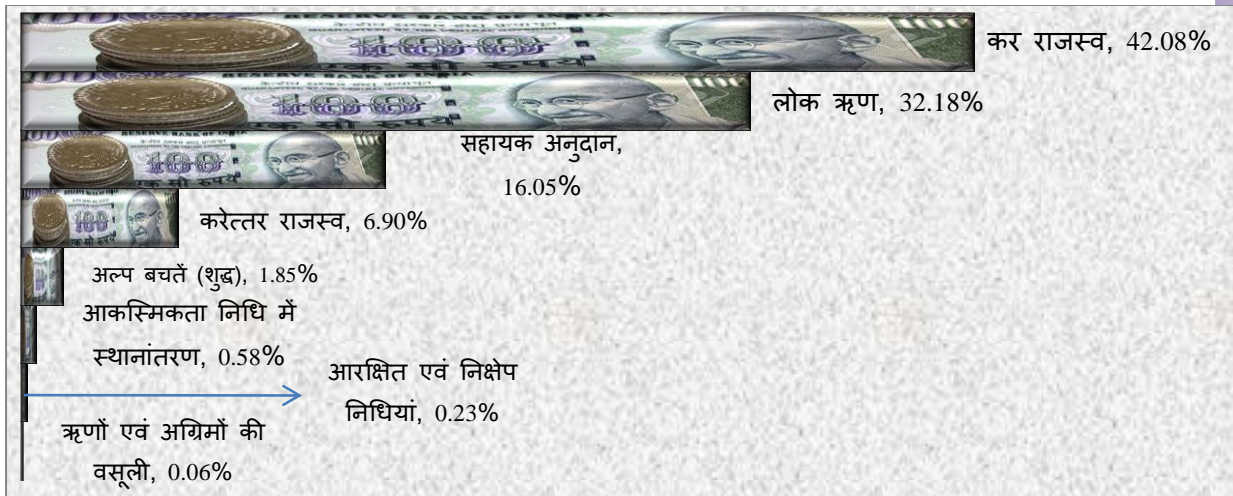 कर राजस्व, 42.08%
लोक ऋण, 32.18%
सहायक अनुदान,
16.05%
करेत्तर राजस्व, 6.90%
अल्प बचतें (शुद्ध), 1.85%
आकस्मिकता निधि में
स्थानांतरण, 0.58%
आरक्षित एवं निक्षेप
निधियां, 0.23%
ऋणों एवं अग्रिमों की
वसूली, 0.06%